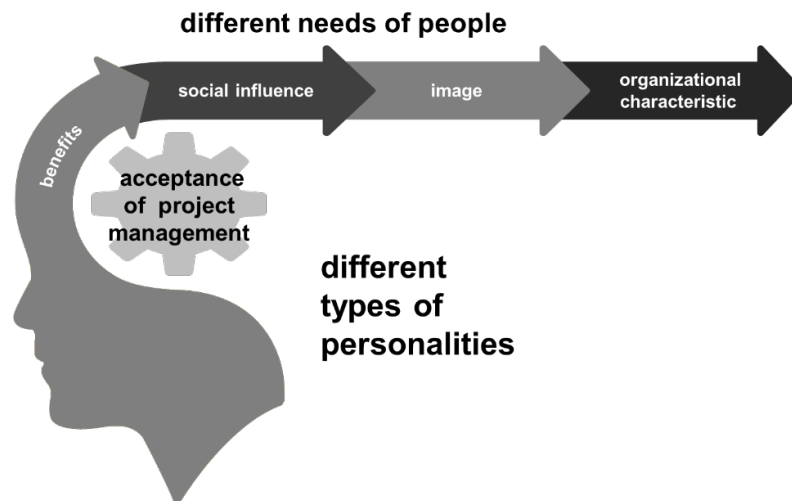 different needs of people
social influence
image
organizational
characteristic
benefits
acceptance
of project
management
different
types of
personalities